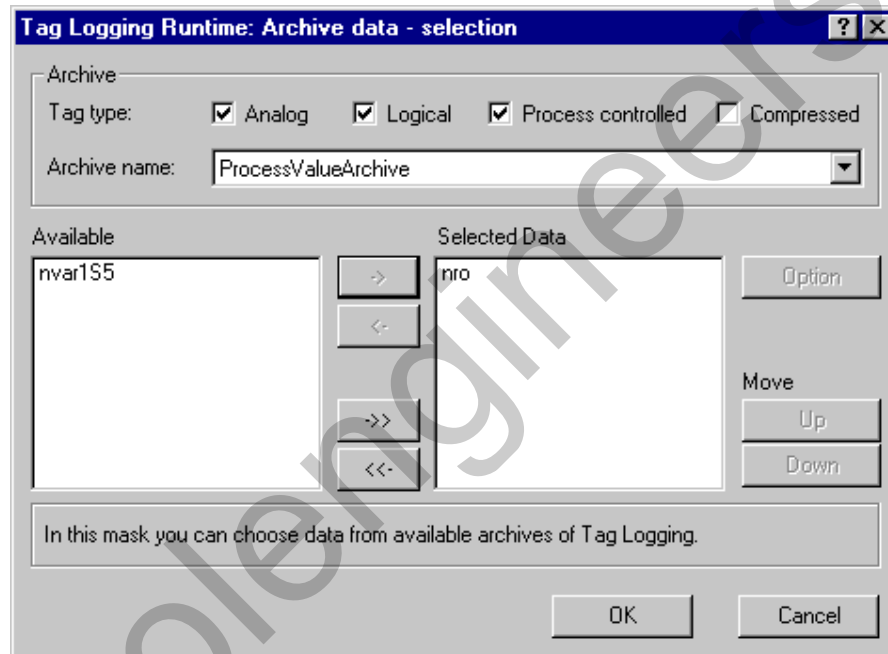 Tag Logging Runtime: Archive data - selection
Archive
Tag type: Analog Logical Process controlled Compressed
Archive name: ProcessValueArchive
Available Selected Data
nvar1S5 -> nro Option
<-
Move
->> Up
<<- Down
In this mask you can choose data from available archives of Tag Logging.
OK Cancel
olengineers